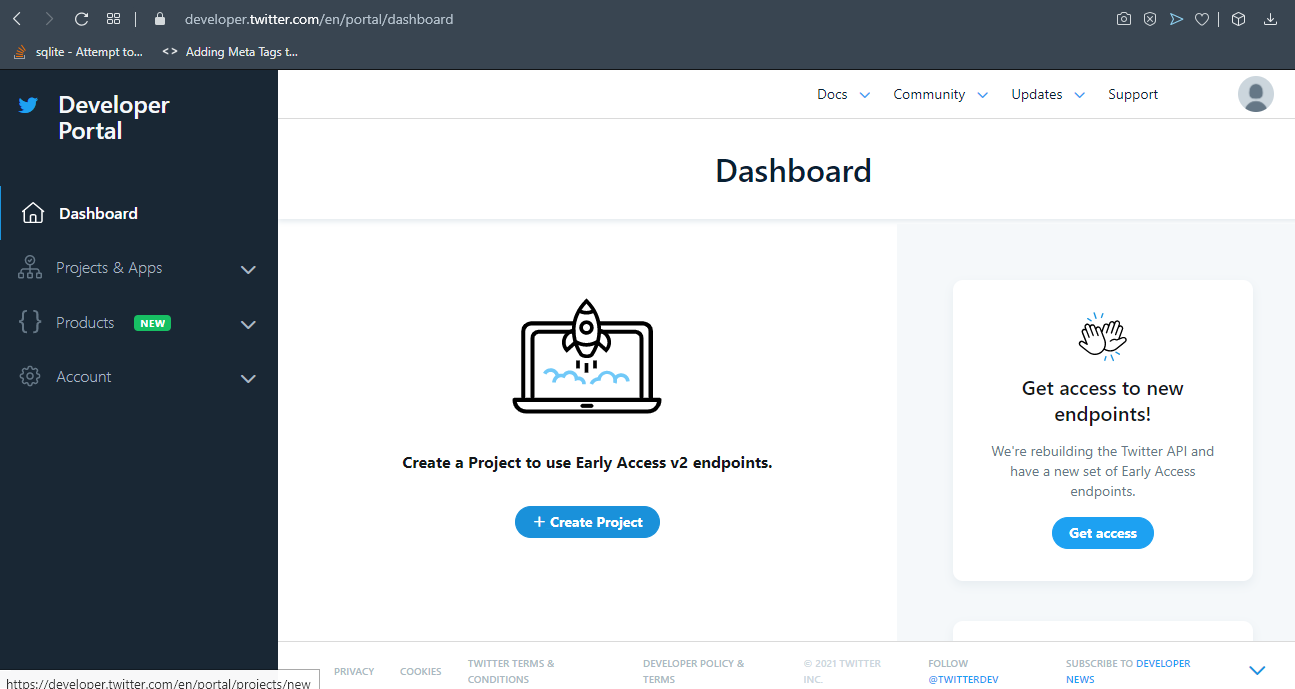 developer.twitter.com/en/portal/dashboard
sqlite - Attempt to...
<> Adding Meta Tags t...
Developer
Portal
Docs
Community
Updates
Support
Dashboard
Dashboard
Projects & Apps
Products NEW
Account
Create a Project to use Early Access v2 endpoints.
+ Create Project
Get access to new
endpoints!
We're rebuilding the Twitter API and
have a new set of Early Access
endpoints.
Get access
PRIVACY
COOKIES
TWITTER TERMS &
CONDITIONS
DEVELOPER POLICY &
TERMS
© 2021 TWITTER
INC.
FOLLOW
@TWITTERDEV
SUBSCRIBE TO DEVELOPER
NEWS
https://developer.twitter.com/en/portal/projects/new